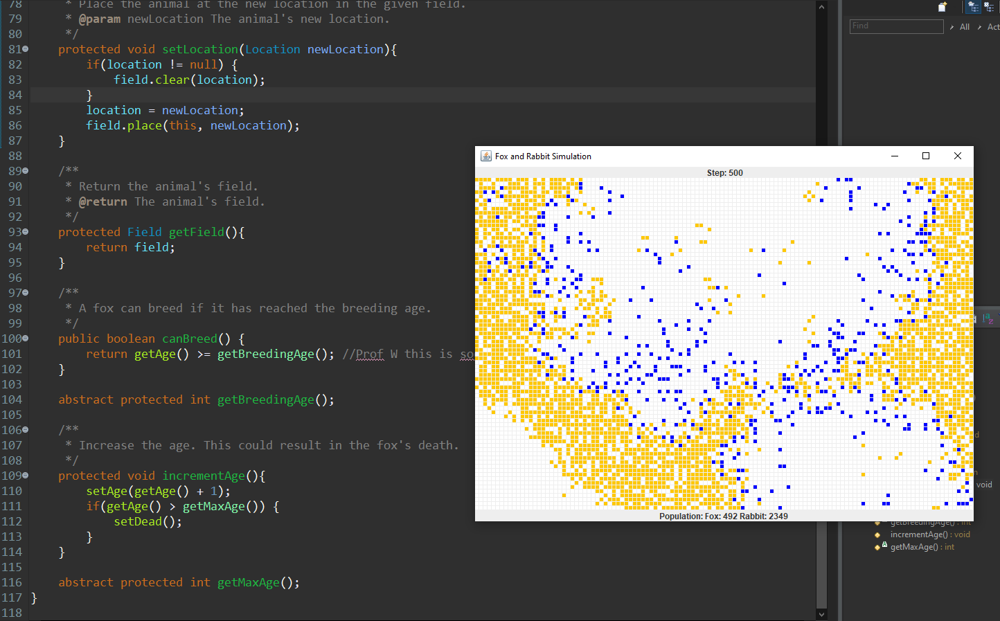 78      * Place the animal at the new location in the given field.
79      * @param newLocation The animal's new location.
80      */
81     protected void setLocation(Location newLocation){
82         if(location != null) {
83             field.clear(location);
84         }
85         location = newLocation;
86         field.place(this, newLocation);
87     }
88
89     /**
90      * Return the animal's field.
91      * @return The animal's field.
92      */
93     protected Field getField(){
94         return field;
95     }
96
97     /**
98      * A fox can breed if it has reached the breeding age.
99      */
100     public boolean canBreed() {
101         return getAge() >= getBreedingAge(); //Prof W this is so
102     }
103
104     abstract protected int getBreedingAge();
105
106     /**
107      * Increase the age. This could result in the fox's death.
108      */
109     protected void incrementAge(){
110         setAge(getAge() + 1);
111         if(getAge() > getMaxAge()) {
112             setDead();
113         }
114     }
115
116     abstract protected int getMaxAge();
117 }
118
Find
All
Act
Fox and Rabbit Simulation
Step: 500
Population: Fox: 492 Rabbit: 2349
void
getBreedingAge() : int
incrementAge() : void
getMaxAge() : int